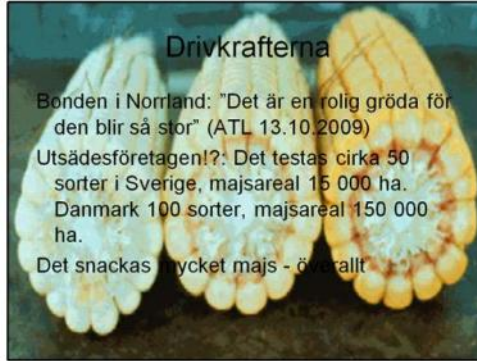 Drivkrafterna
Bonden i Norrland: ”Det är en rolig gröda för
den blir så stor” (ATL 13.10.2009)
Utsädesföretagen!?: Det testas cirka 50
sorter i Sverige, majsareal 15 000 ha.
Danmark 100 sorter, majsareal 150 000
ha.
Det snackas mycket majs - överallt